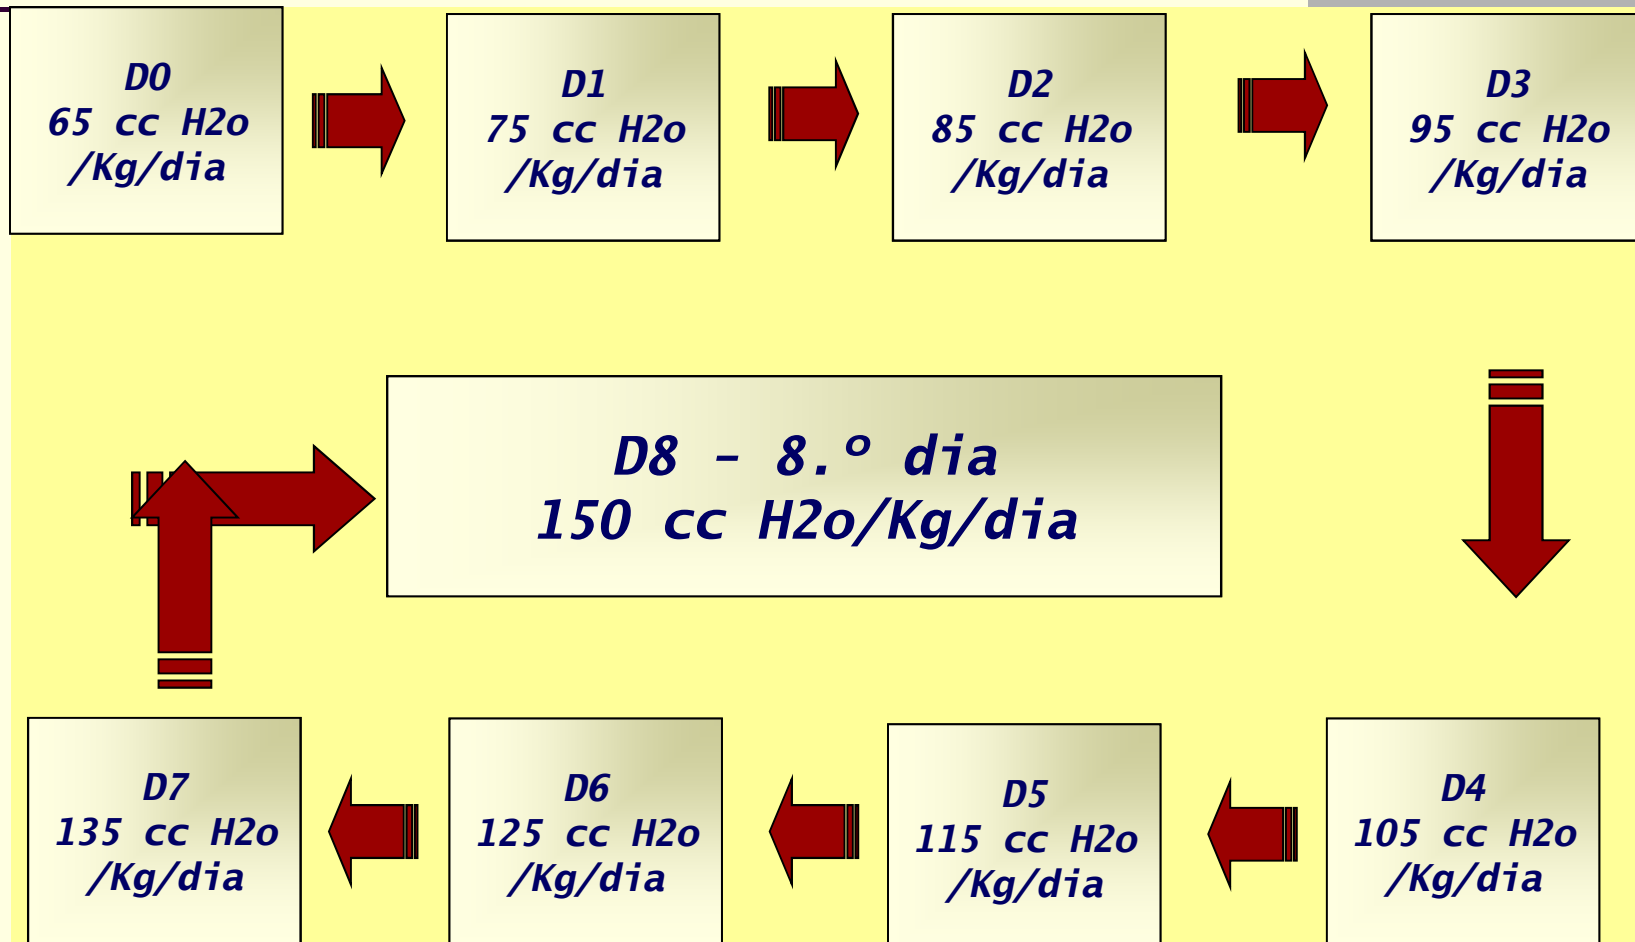 D0
65 cc H2o
/Kg/dia
D1
75 cc H2o
/Kg/dia
D2
85 cc H2o
/Kg/dia
D3
95 cc H2o
/Kg/dia
D8 – 8.º dia
150 cc H2o/Kg/dia
D7
135 cc H2o
/Kg/dia
D6
125 cc H2o
/Kg/dia
D5
115 cc H2o
/Kg/dia
D4
105 cc H2o
/Kg/dia